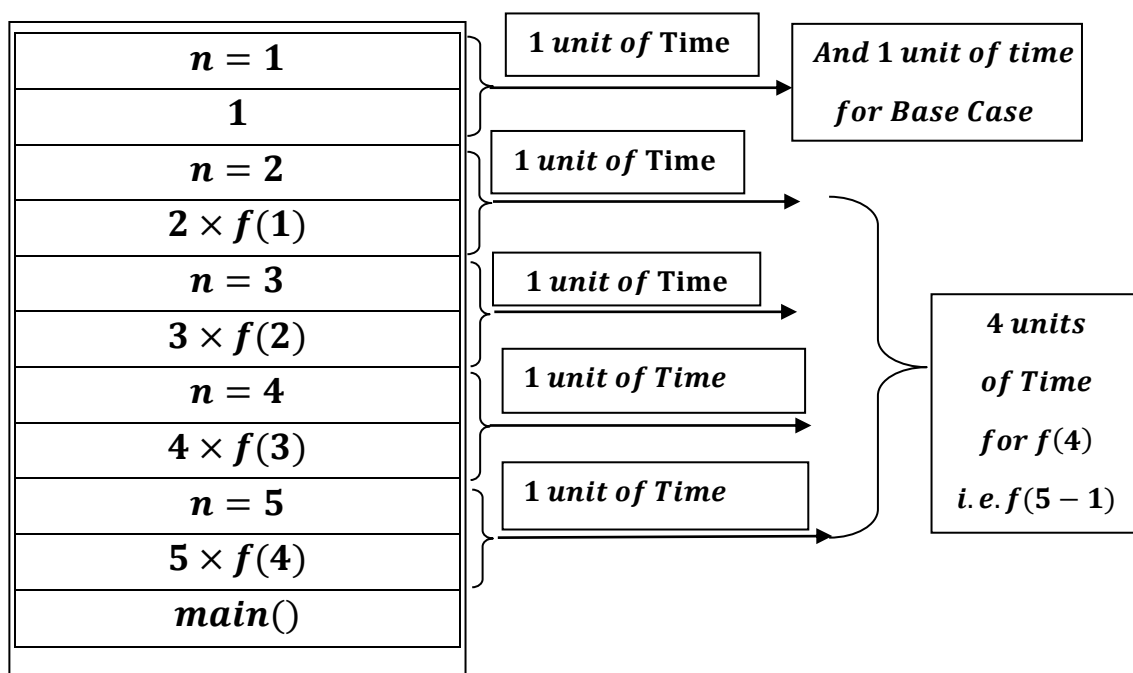 n = 1
1
n = 2
2 × f(1)
n = 3
3 × f(2)
n = 4
4 × f(3)
n = 5
5 × f(4)
main()
1 unit of Time
And 1 unit of time
for Base Case
1 unit of Time
1 unit of Time
1 unit of Time
1 unit of Time
4 units
of Time
for f(4)
i.e.f(5 − 1)